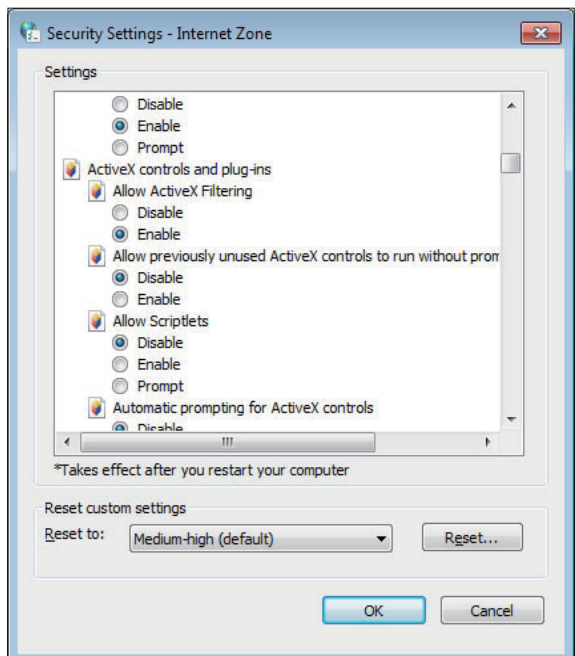 Security Settings - Internet Zone
Settings
Disable
Enable
Prompt
ActiveX controls and plug-ins
Allow ActiveX Filtering
Disable
Enable
Allow previously unused ActiveX controls to run without prom
Disable
Enable
Allow Scriptlets
Disable
Enable
Prompt
Automatic prompting for ActiveX controls
Disable
*Takes effect after you restart your computer
Reset custom settings
Reset to:
Medium-high (default)
Reset...
OK
Cancel